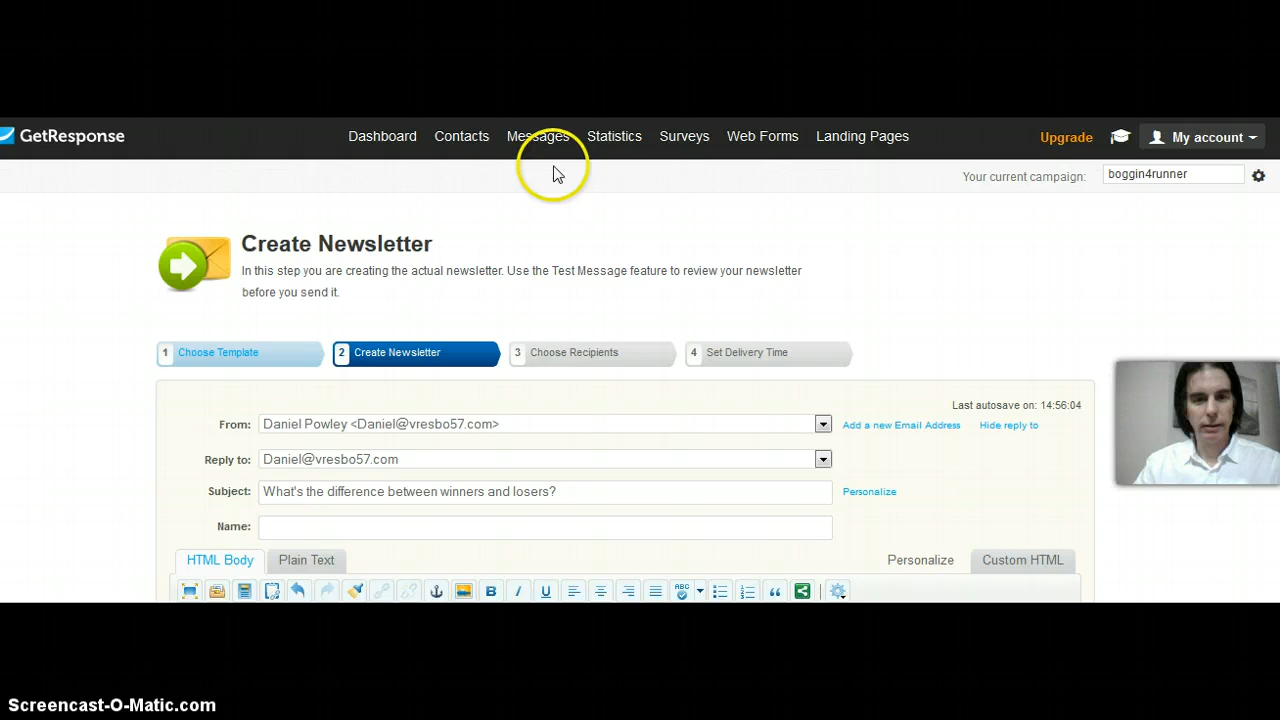 GetResponse
Dashboard Contacts Messages Statistics Surveys Web Forms Landing Pages Upgrade My account
Your current campaign: boggin4runner
Create Newsletter
In this step you are creating the actual newsletter. Use the Test Message feature to review your newsletter
before you send it.
1 Choose Template 2 Create Newsletter 3 Choose Recipients 4 Set Delivery Time
Last autosave on: 14:56:04
From: Daniel Powley <Daniel@vresbo57.com> Add a new Email Address Hide reply to
Reply to: Daniel@vresbo57.com
Subject: What's the difference between winners and losers? Personalize
Name:
HTML Body Plain Text Personalize Custom HTML
B I U ABC
Screencast-O-Matic.com